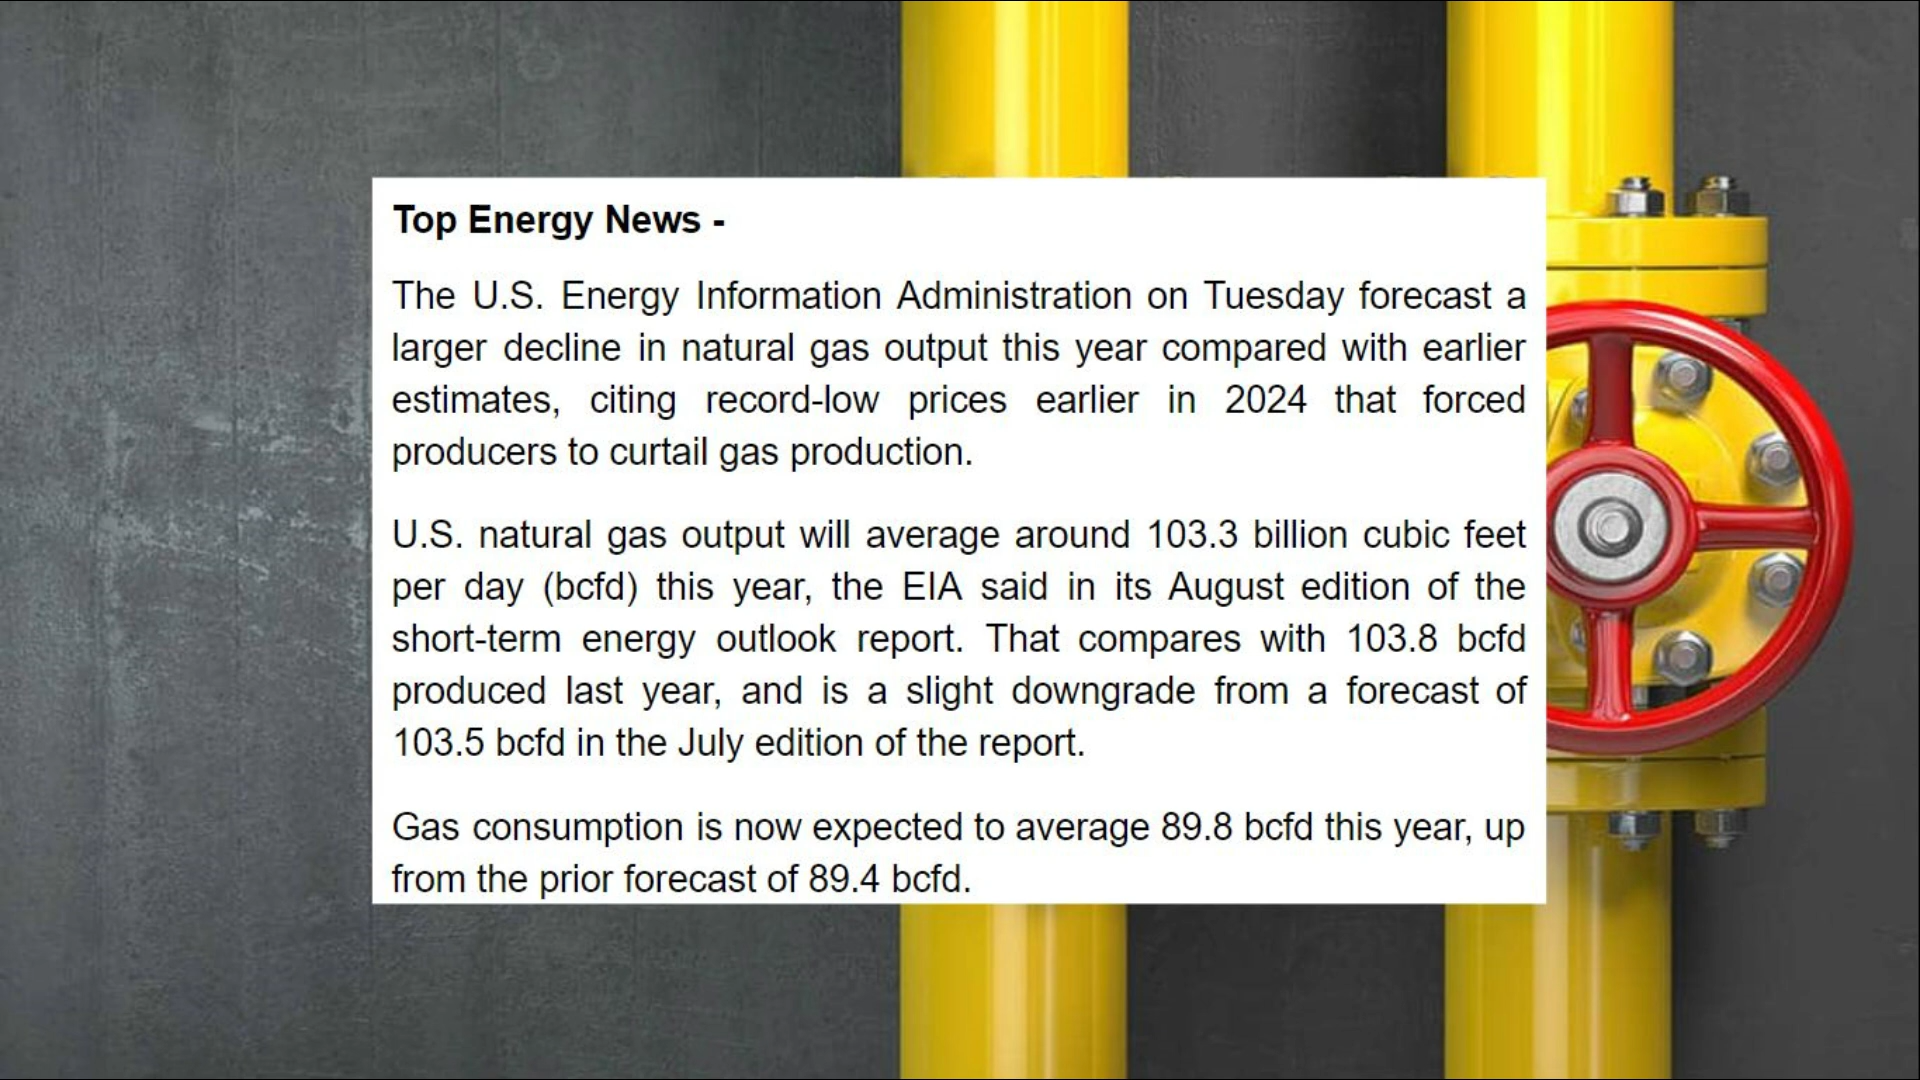 Top Energy News -
The U.S. Energy Information Administration on Tuesday forecast a
larger decline in natural gas output this year compared with earlier
estimates, citing record-low prices earlier in 2024 that forced
producers to curtail gas production.
U.S. natural gas output will average around 103.3 billion cubic feet
per day (bcfd) this year, the EIA said in its August edition of the
short-term energy outlook report. That compares with 103.8 bcfd
produced last year, and is a slight downgrade from a forecast of
103.5 bcfd in the July edition of the report.
Gas consumption is now expected to average 89.8 bcfd this year, up
from the prior forecast of 89.4 bcfd.